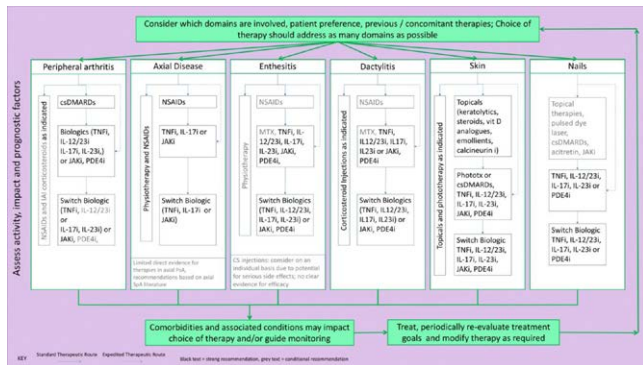 Consider which domains are involved, patient preference, previous / concomitant therapies; Choice of
therapy should address as many domains as possible
Assess activity, impact and prognostic factors
Peripheral arthritis
NSAIDs and IAI corticosteroids as indicated
csDMARDs
Biologics (TNFi,
IL-12/23i,
IL-17i, IL-23i,)
or JAKi, PDE4i
Switch Biologic
(TNFi, IL-12/23i
or
IL-17i, IL-23i) or
JAKi, PDE4i,
Axial Disease
Physiotherapy and NSAIDs
NSAIDS
TNFi, IL-17i or
JAKi
Switch Biologic
(TNFi, IL-17i or
JAKi
Limited direct evidence for
therapies in axial PsA,
recommendations based on axial
SpA literature
Enthesitis
Physiotherapy
NSAIDS
MTX, TNFi, IL-
12/23i, IL-17i,
IL-23i, JAKi,
PDE4i,
Switch Biologics
(TNFi, IL-12/23i,
IL-17i, IL-23i) or
JAKi, PDE4i
CS injections: consider on an
individual basis due to potential
for serious side effects; no clear
evidence for efficacy
Dactylitis
Corticosteroid Injections as indicated
NSAIDS
MTX, TNFi, IL
12/23i, IL17i,
IL23i or JAKi,
PDE4i
Switch Biologics
(TNFi, IL12/23i,
IL17i, IL23i) or
JAKi, PDE4i
Skin
Topicals and phototherapy as indicated
Topicals
(keratolytics,
steroids, vit D
analogues,
emollients,
calcineurin i)
Phototx or
csDMARDs,
TNFi, IL-12/23i,
IL-17i, IL-23i,
JAKi, PDE4i
Switch Biologic
TNFi, IL-12/23i,
IL-17i, IL-23i,
JAKi, PDE4i
Nails
Topical
therapies,
pulsed dye
laser,
csDMARDs,
acitretin, JAKi
TNFi, IL-12/23i,
IL-17i, IL-23i or
PDE4i
Switch Biologic
TNFi, IL-12/23i,
IL-17i, IL-23i or
PDE4i
Comorbidities and associated conditions may impact
choice of therapy and/or guide monitoring
Treat, periodically re-evaluate treatment
goals and modify therapy as required
KEY
Standard Therapeutic Route
Expedited Therapeutic Route
Black text = strong recommendation, grey text = conditional recommendation